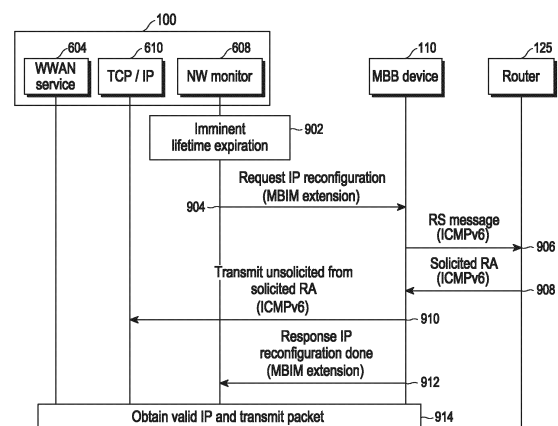 100
604
610
608
110
125
WWAN
service
TCP / IP
NW monitor
MBB device
Router
Imminent
lifetime expiration
902
Request IP reconfiguration
(MBIM extension)
904
RS message
(ICMPv6)
906
Solicited RA
(ICMPv6)
908
Transmit unsolicited from
solicited RA
(ICMPv6)
910
Response IP
reconfiguration done
(MBIM extension)
912
Obtain valid IP and transmit packet
914